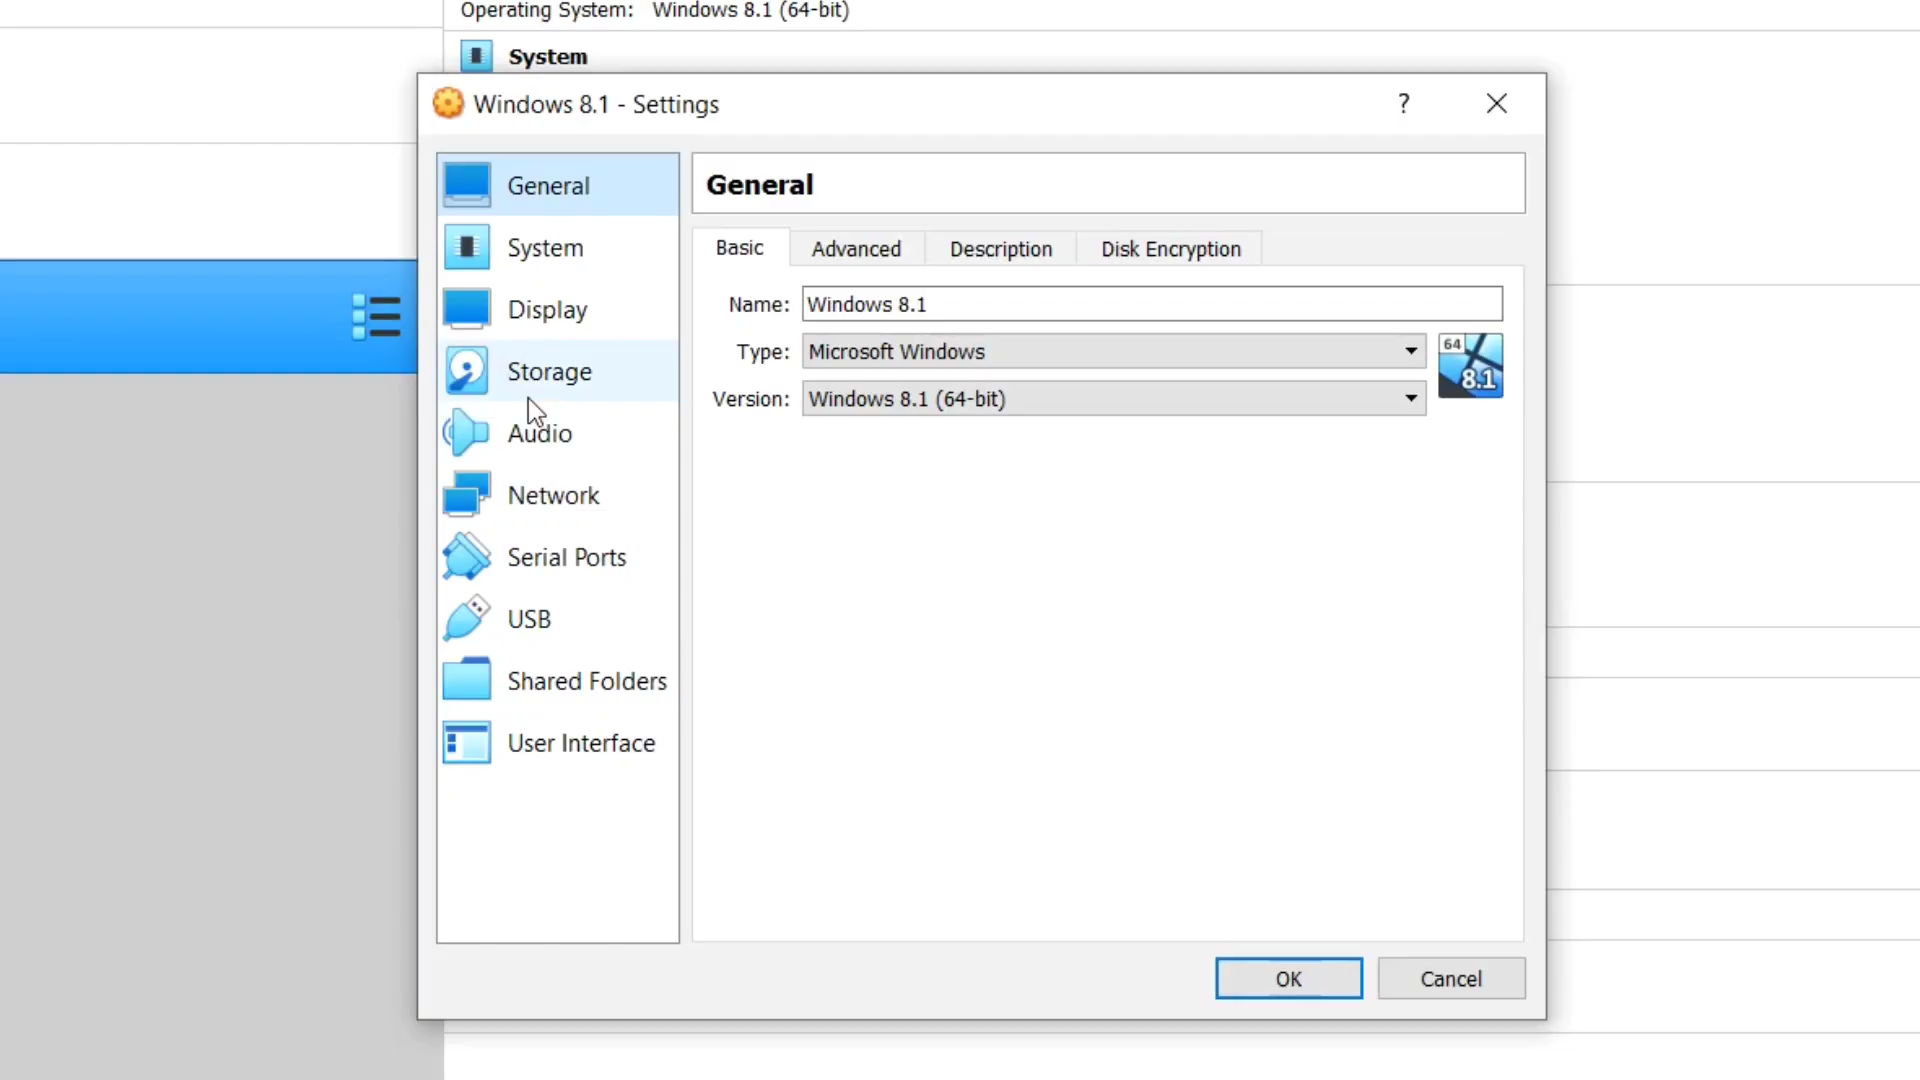 Operating System: Windows 8.1 (64-bit)
System
Windows 8.1 - Settings
?
General
System
Display
Storage
Audio
Network
Serial Ports
USB
Shared Folders
User Interface
General
Basic Advanced Description Disk Encryption
Name: Windows 8.1
Type: Microsoft Windows
Version: Windows 8.1 (64-bit)
64
8.1
OK Cancel